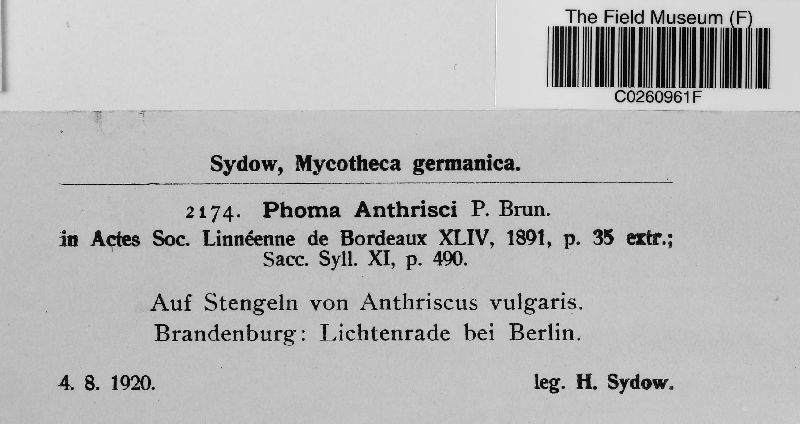 The Field Museum (F)
C0260961F
Sydow, Mycotheca germanica.
2174. Phoma Anthrisci P. Brun.
in Actes Soc. Linnéenne de Bordeaux XLIV, 1891, p. 35 extr.;
Sacc. Syll. XI, p. 490.
Auf Stengeln von Anthriscus vulgaris.
Brandenburg: Lichtenrade bei Berlin.
4. 8. 1920. leg. H. Sydow.